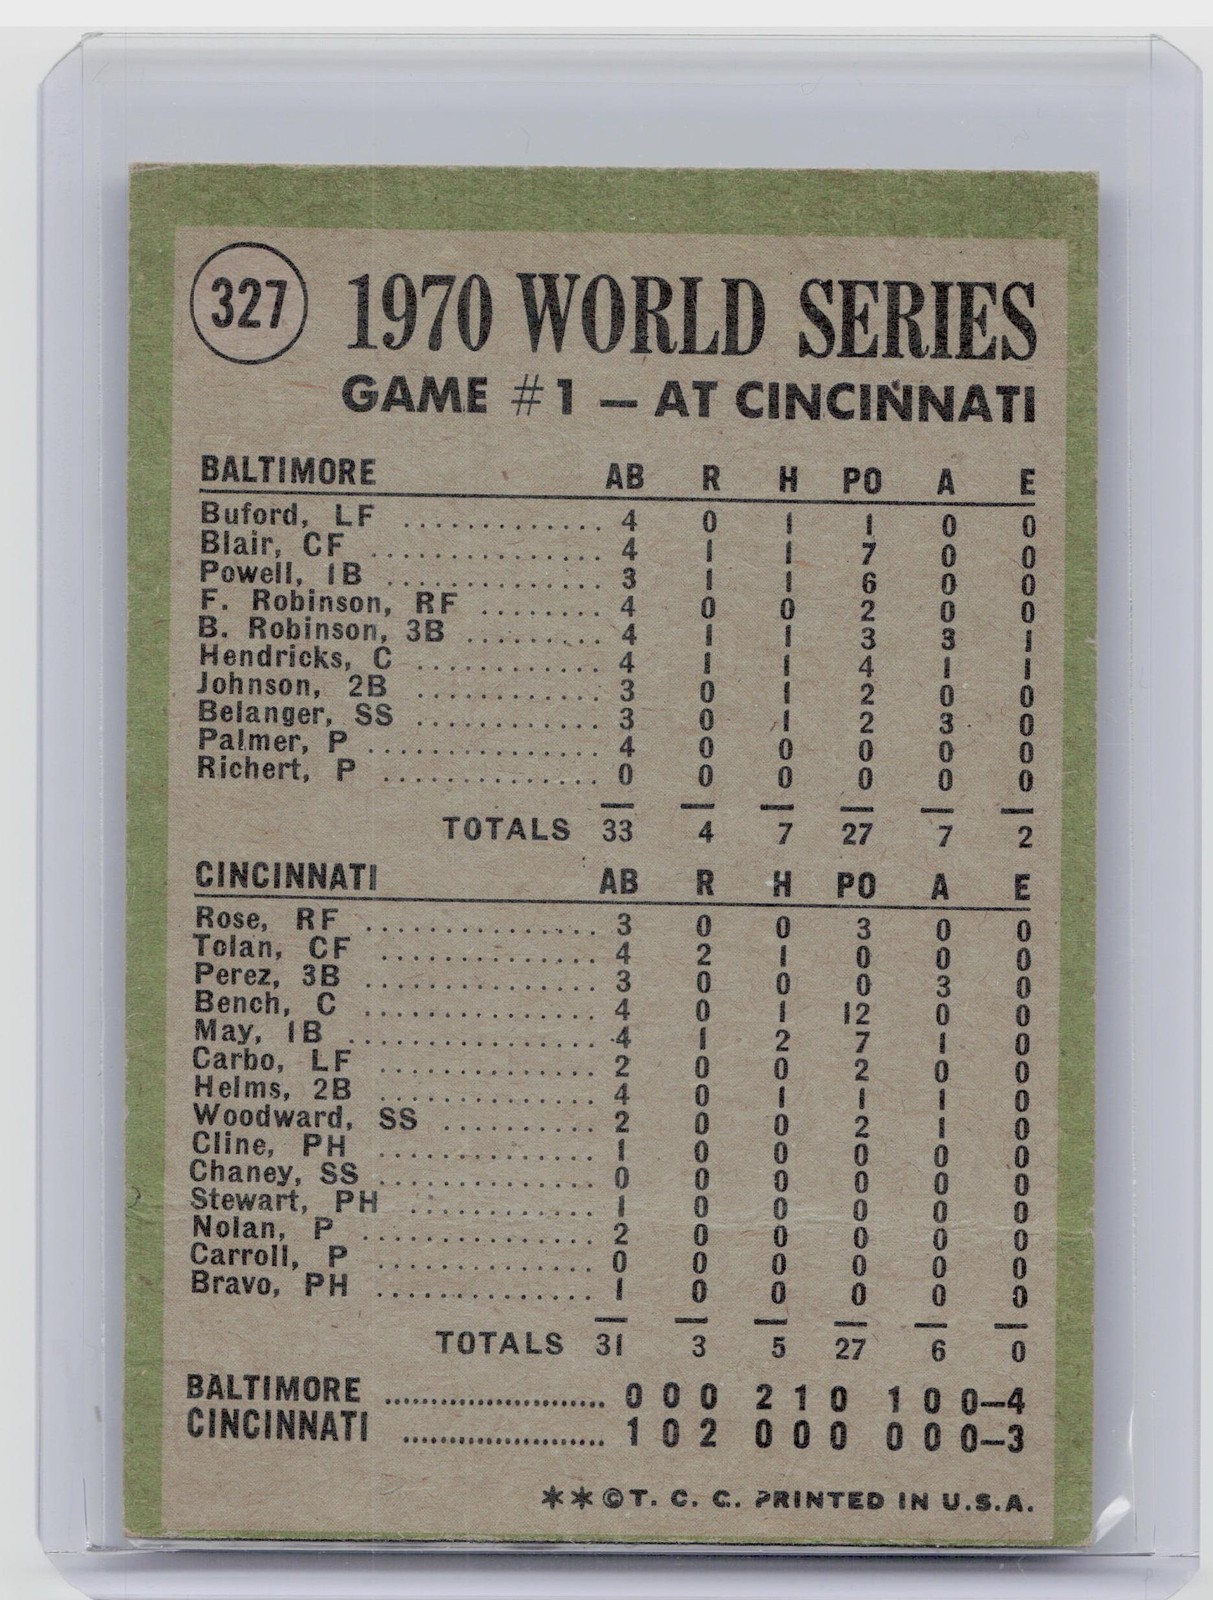 327
1970 WORLD SERIES
GAME #1 — AT CINCINNATI
BALTIMORE AB R H PO A E
Buford, LF .............. 4 0 1 1 0 0
Blair, CF ................ 4 1 1 7 0 0
Powell, 1B ............... 3 1 1 6 0 0
F. Robinson, RF ........ 4 0 0 2 0 0
B. Robinson, 3B ......... 4 1 1 3 3 1
Hendricks, C ............. 4 1 1 4 1 1
Johnson, 2B ............. 3 0 1 2 0 0
Belanger, SS ............. 3 0 1 2 3 0
Palmer, P ................ 4 0 0 0 0 0
Richert, P ............... 0 0 0 0 0 0
TOTALS 33 4 7 27 7 2
CINCINNATI AB R H PO A E
Rose, RF ................ 3 0 0 3 0 0
Tolan, CF ............... 4 2 1 0 0 0
Perez, 3B ................ 3 0 0 0 3 0
Bench, C ................ 4 0 1 12 0 0
May, 1B ................. 4 1 2 7 1 0
Carbo, LF ............... 2 0 0 2 0 0
Helms, 2B ............... 4 0 1 1 1 0
Woodward, SS .......... 2 0 0 2 1 0
Cline, PH ............... 1 0 0 0 0 0
Chaney, SS .............. 0 0 0 0 0 0
Stewart, PH ............ 1 0 0 0 0 0
Nolan, P ................ 2 0 0 0 0 0
Carroll, P ............... 0 0 0 0 0 0
Bravo, PH ............... 1 0 0 0 0 0
TOTALS 31 3 5 27 6 0
BALTIMORE ........................ 0 0 0 2 1 0 1 0 0—4
CINCINNATI ...................... 1 0 2 0 0 0 0 0 0—3
**©T. C. C. PRINTED IN U.S.A.